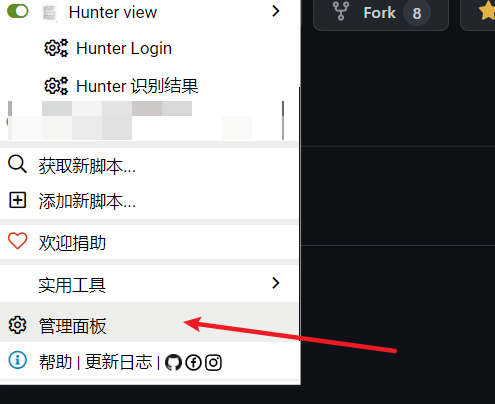 Hunter view
Fork 8
Hunter Login
Hunter 识别结果
获取新脚本...
添加新脚本...
欢迎捐助
实用工具
管理面板
帮助 | 更新日志 |